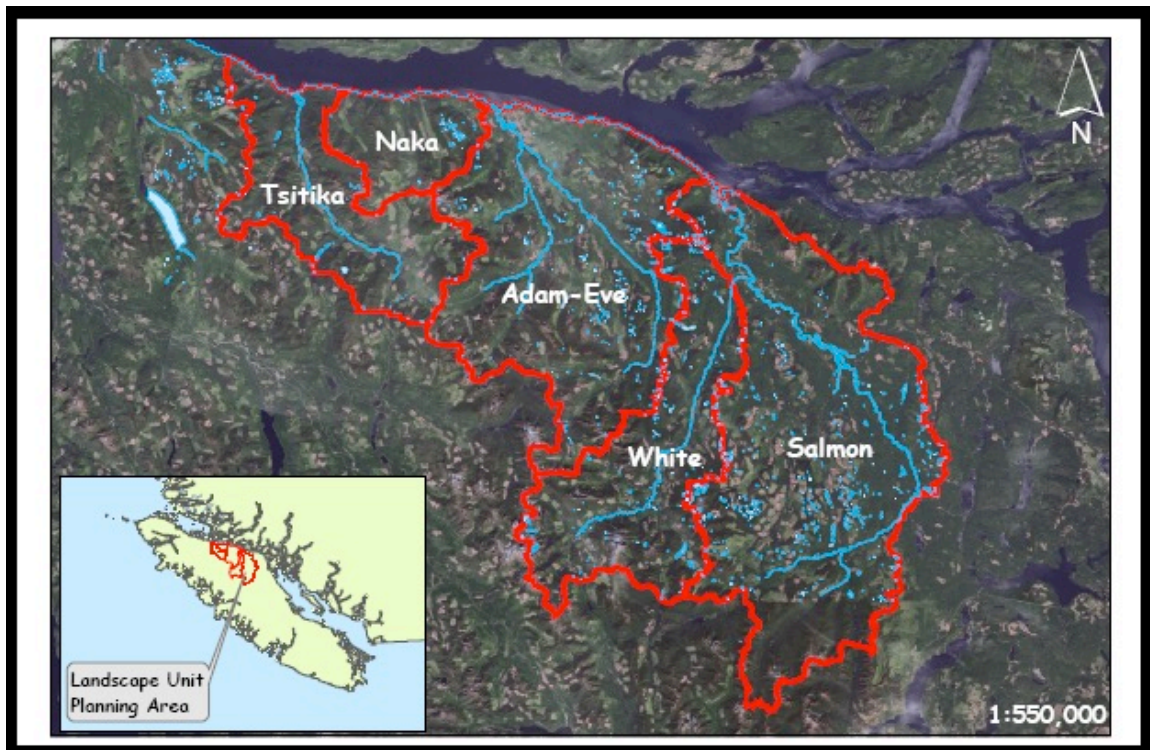 N
Naka
Tsitika
Adam-Eve
White
Salmon
Landscape Unit
Planning Area
1:550,000